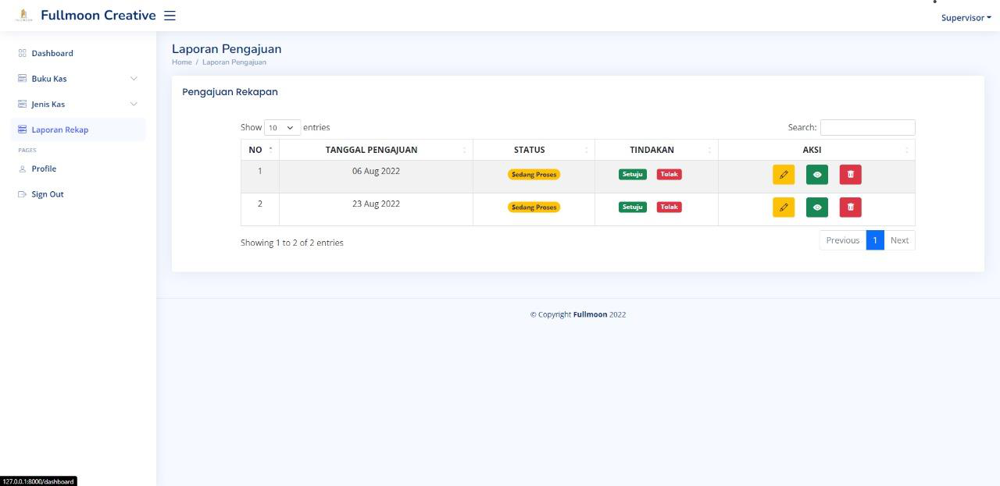 FULLMOON
Fullmoon Creative
Supervisor
Dashboard
Buku Kas
Jenis Kas
Laporan Rekap
PAGES
Profile
Sign Out
Laporan Pengajuan
Home / Laporan Pengajuan
Pengajuan Rekapan
Show 10 entries
Search:
NO TANGGAL PENGAJUAN STATUS TINDAKAN AKSI
1 06 Aug 2022 Sedang Proses Setuju Tolak
2 23 Aug 2022 Sedang Proses Setuju Tolak
Showing 1 to 2 of 2 entries
Previous 1 Next
© Copyright Fullmoon 2022
127.0.0.1:8000/dashboard